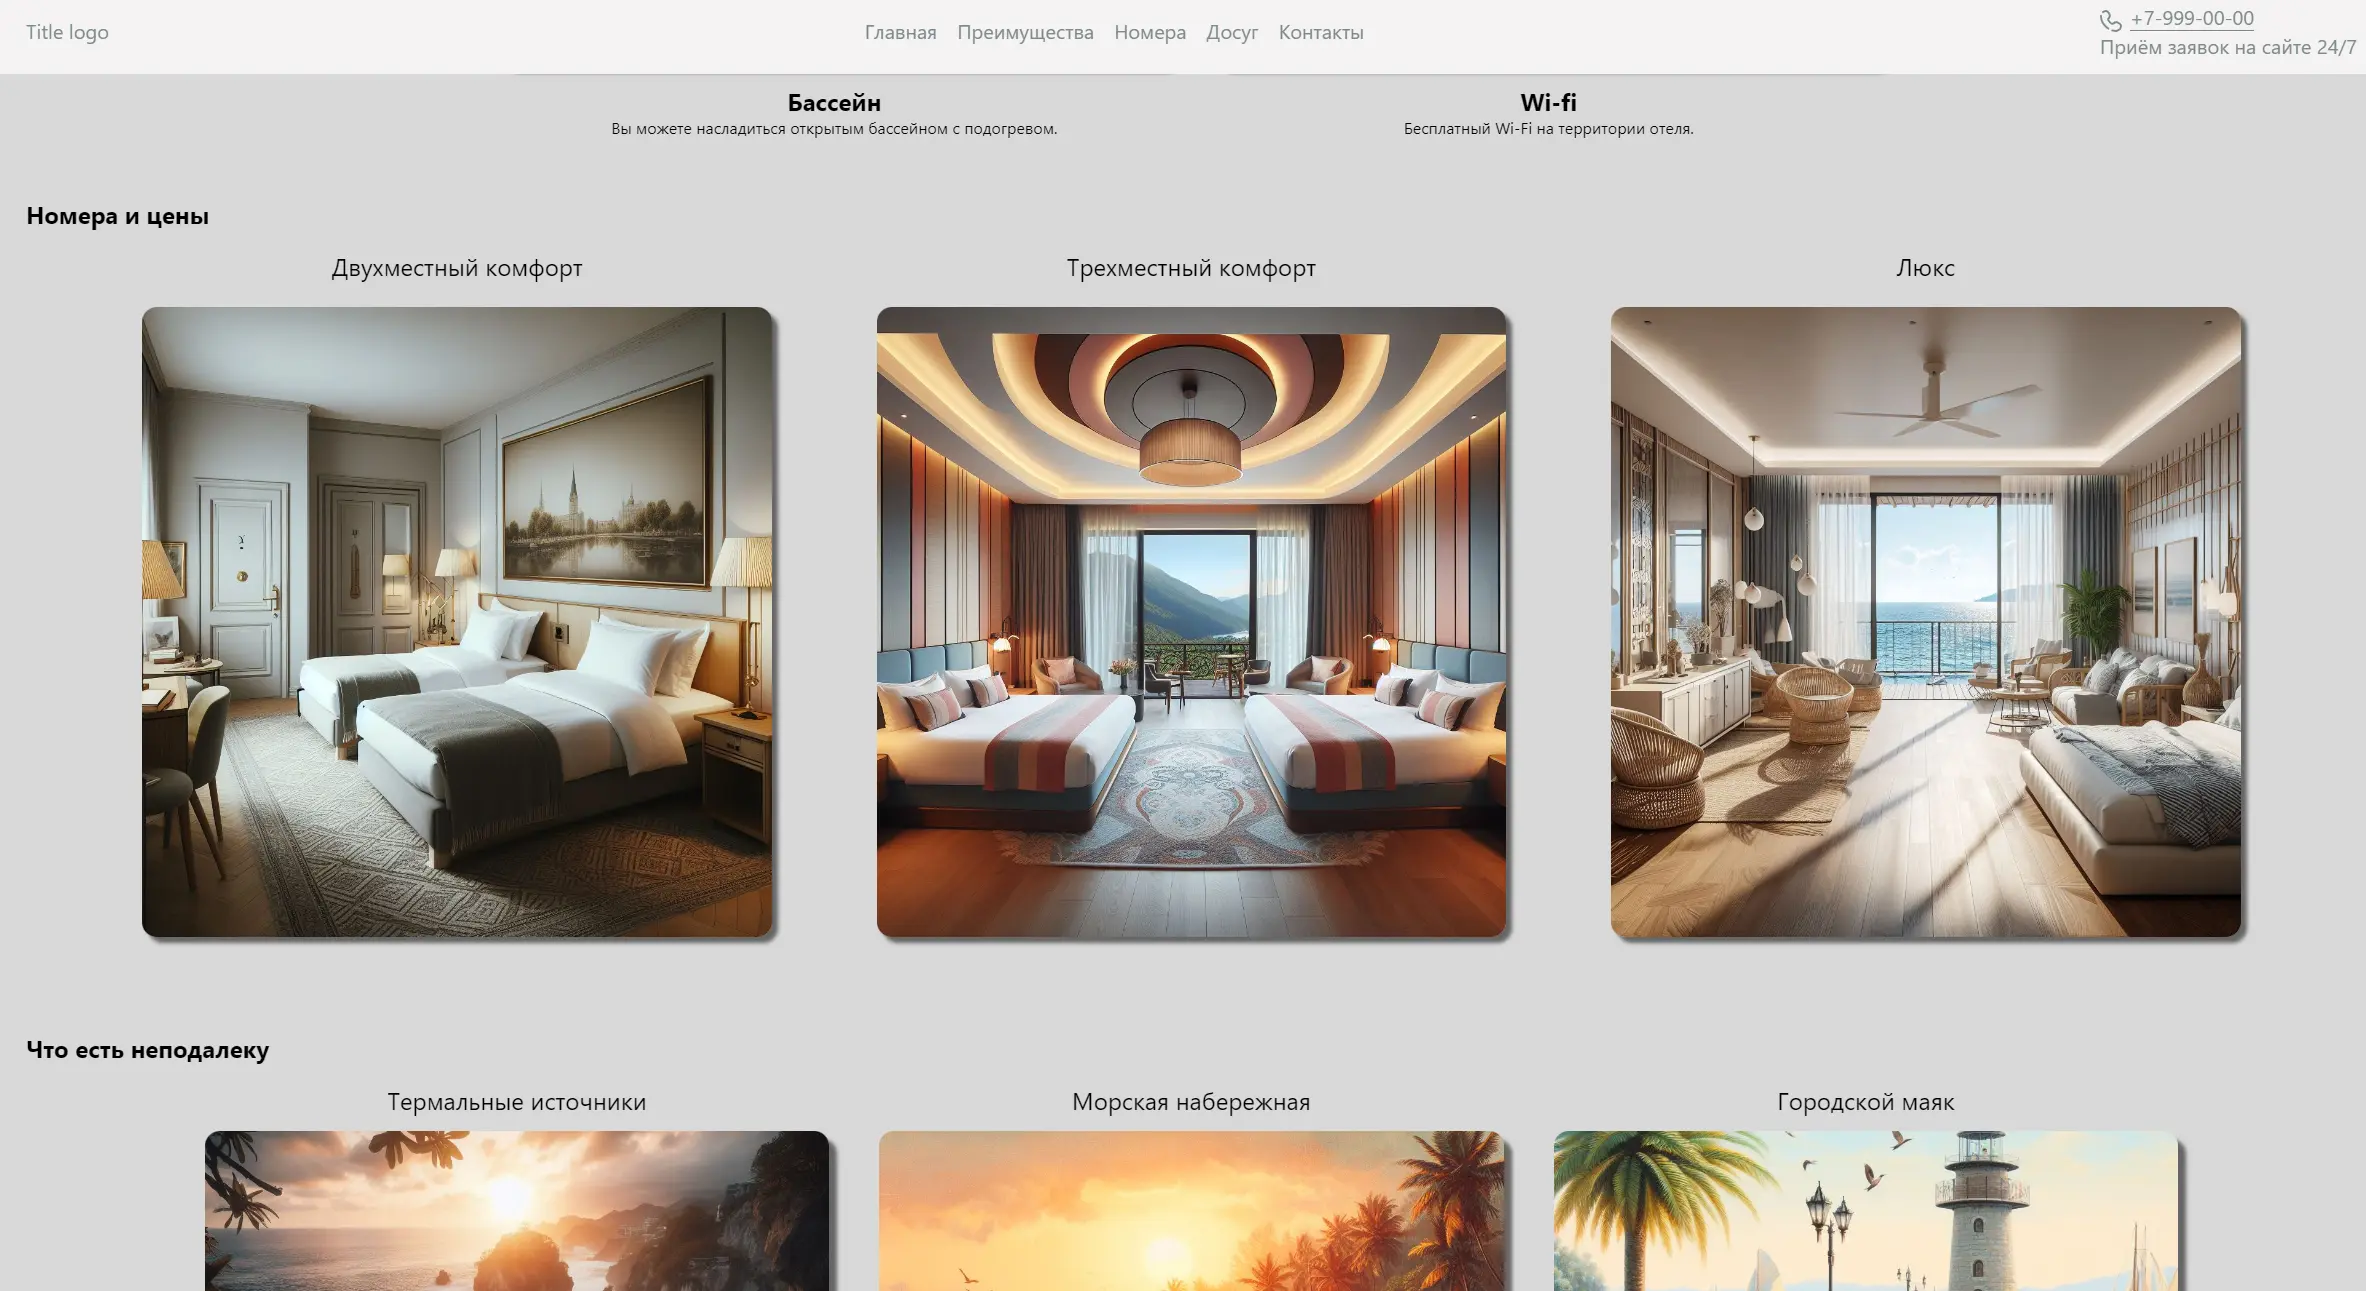 Title logo
Главная Преимущества Номера Досуг Контакты
+7-999-00-00
Приём заявок на сайте 24/7
Бассейн
Вы можете насладиться открытым бассейном с подогревом.
Wi-fi
Бесплатный Wi-Fi на территории отеля.
Номера и цены
Двухместный комфорт
Трехместный комфорт
Люкс
Что есть неподалеку
Термальные источники
Морская набережная
Городской маяк